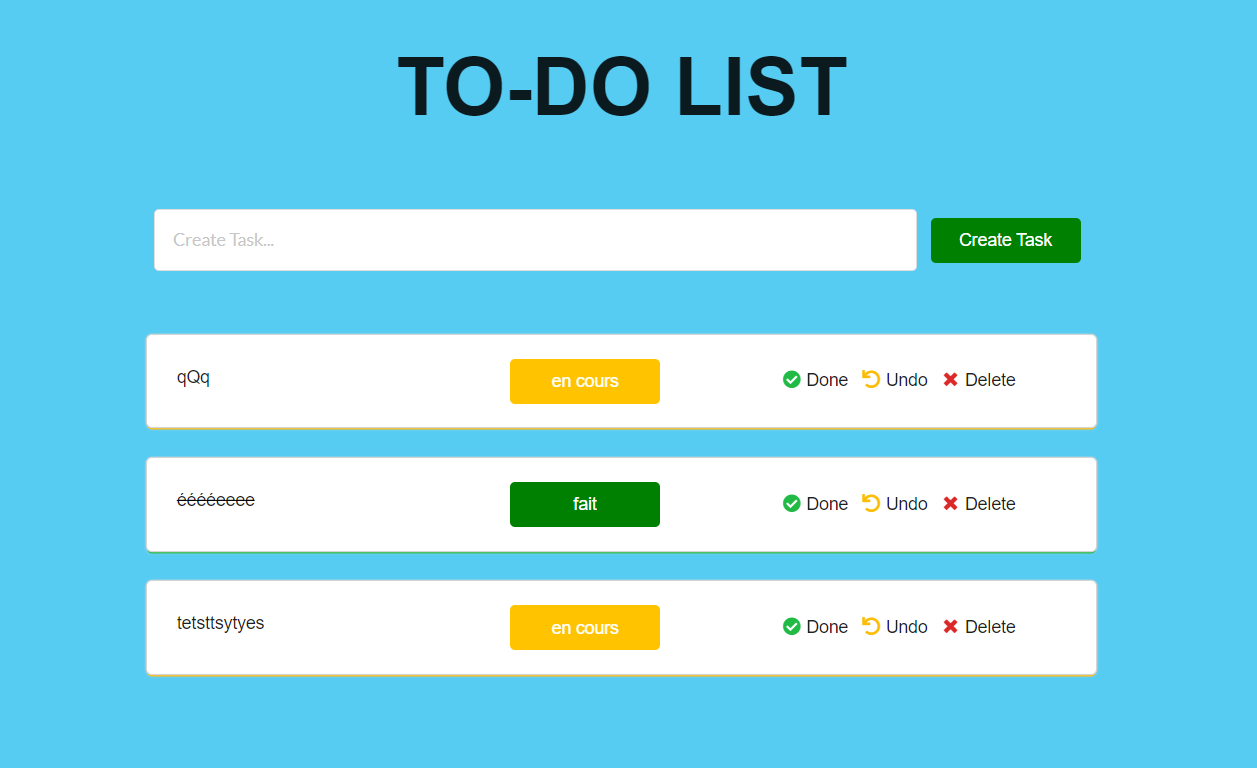 TO-DO LIST
Create Task...
Create Task
qQq
en cours
Done Undo Delete
éééééeeee
fait
Done Undo Delete
tetsttsytyes
en cours
Done Undo Delete